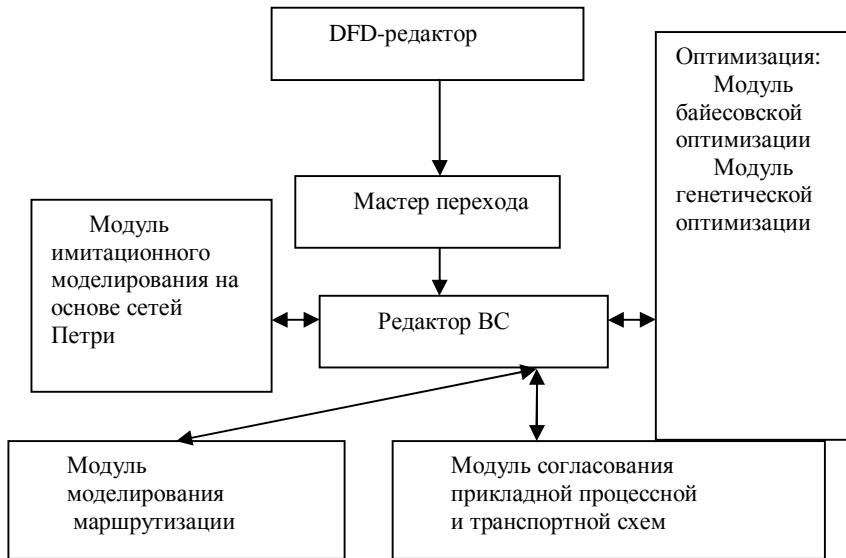 DFD-редактор
Оптимизация:
Модуль
байесовской
оптимизации
Модуль
генетической
оптимизации
Мастер перехода
Модуль
имитационного
моделирования на
основе сетей
Петри
Редактор ВС
Модуль
моделирования
маршрутизации
Модуль согласования
прикладной процессной
и транспортной схем